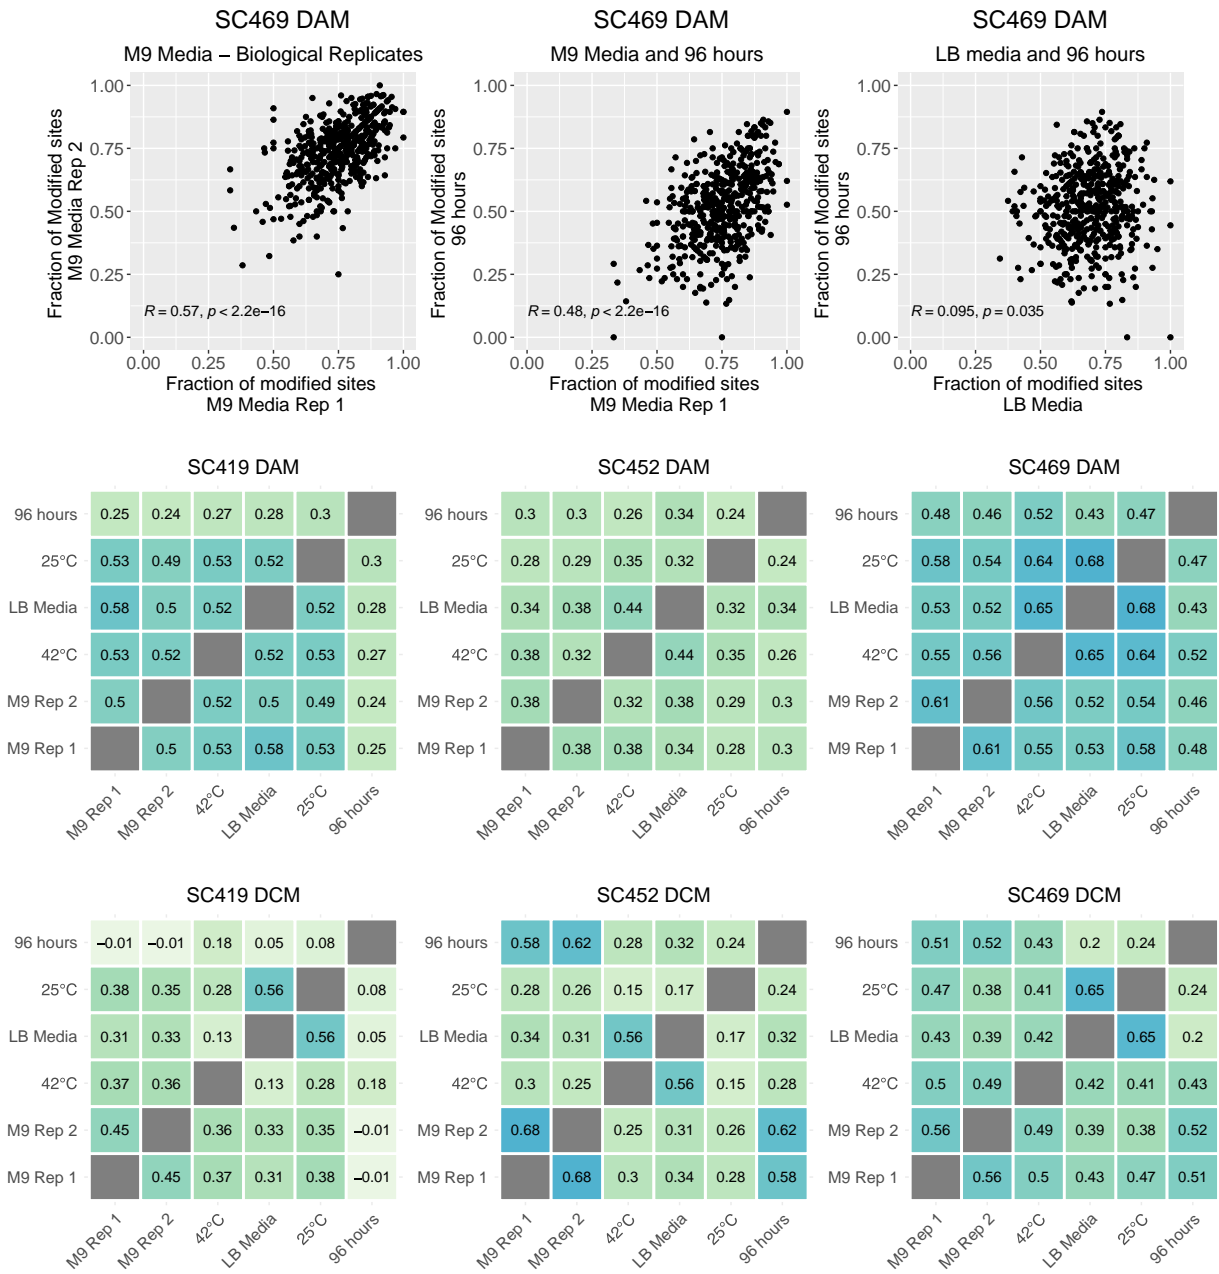 SC469 DAM
M9 Media – Biological Replicates
Fraction of Modified sites
M9 Media Rep 2
1.00
0.75
0.50
0.25
0.00
R = 0.57, p < 2.2e−16
0.00 0.25 0.50 0.75 1.00
Fraction of modified sites
M9 Media Rep 1
SC469 DAM
M9 Media and 96 hours
Fraction of Modified sites
96 hours
1.00
0.75
0.50
0.25
0.00
R = 0.48, p < 2.2e−16
0.00 0.25 0.50 0.75 1.00
Fraction of modified sites
M9 Media Rep 1
SC469 DAM
LB media and 96 hours
Fraction of Modified sites
96 hours
1.00
0.75
0.50
0.25
0.00
R = 0.095, p = 0.035
0.00 0.25 0.50 0.75 1.00
Fraction of modified sites
LB Media
SC419 DAM
96 hours 0.25 0.24 0.27 0.28 0.3
25°C 0.53 0.49 0.53 0.52 0.3
LB Media 0.58 0.5 0.52 0.52 0.28
42°C 0.53 0.52 0.52 0.53 0.27
M9 Rep 2 0.5 0.52 0.5 0.49 0.24
M9 Rep 1 0.5 0.53 0.58 0.53 0.25
M9 Rep 1 M9 Rep 2 42°C LB Media 25°C 96 hours
SC452 DAM
96 hours 0.3 0.3 0.26 0.34 0.24
25°C 0.28 0.29 0.35 0.32 0.24
LB Media 0.34 0.38 0.44 0.32 0.34
42°C 0.38 0.32 0.44 0.35 0.26
M9 Rep 2 0.38 0.32 0.38 0.29 0.3
M9 Rep 1 0.38 0.38 0.34 0.28 0.3
M9 Rep 1 M9 Rep 2 42°C LB Media 25°C 96 hours
SC469 DAM
96 hours 0.48 0.46 0.52 0.43 0.47
25°C 0.58 0.54 0.64 0.68 0.47
LB Media 0.53 0.52 0.65 0.68 0.43
42°C 0.55 0.56 0.65 0.64 0.52
M9 Rep 2 0.61 0.56 0.52 0.54 0.46
M9 Rep 1 0.61 0.55 0.53 0.58 0.48
M9 Rep 1 M9 Rep 2 42°C LB Media 25°C 96 hours
SC419 DCM
96 hours −0.01 −0.01 0.18 0.05 0.08
25°C 0.38 0.35 0.28 0.56 0.08
LB Media 0.31 0.33 0.13 0.56 0.05
42°C 0.37 0.36 0.13 0.28 0.18
M9 Rep 2 0.45 0.36 0.33 0.35 −0.01
M9 Rep 1 0.45 0.37 0.31 0.38 −0.01
M9 Rep 1 M9 Rep 2 42°C LB Media 25°C 96 hours
SC452 DCM
96 hours 0.58 0.62 0.28 0.32 0.24
25°C 0.28 0.26 0.15 0.17 0.24
LB Media 0.34 0.31 0.56 0.17 0.32
42°C 0.3 0.25 0.56 0.15 0.28
M9 Rep 2 0.68 0.25 0.31 0.26 0.62
M9 Rep 1 0.68 0.3 0.34 0.28 0.58
M9 Rep 1 M9 Rep 2 42°C LB Media 25°C 96 hours
SC469 DCM
96 hours 0.51 0.52 0.43 0.2 0.24
25°C 0.47 0.38 0.41 0.65 0.24
LB Media 0.43 0.39 0.42 0.65 0.2
42°C 0.5 0.49 0.42 0.41 0.43
M9 Rep 2 0.56 0.49 0.39 0.38 0.52
M9 Rep 1 0.56 0.5 0.43 0.47 0.51
M9 Rep 1 M9 Rep 2 42°C LB Media 25°C 96 hours